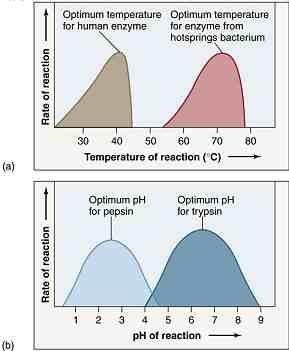 Optimum temperature
for human enzyme
Optimum temperature
for enzyme from
hotsprings bacterium
Rate of reaction
30 40 50 60 70 80
Temperature of reaction (°C)
(a)
Optimum pH
for pepsin
Optimum pH
for trypsin
Rate of reaction
1 2 3 4 5 6 7 8 9
pH of reaction
(b)